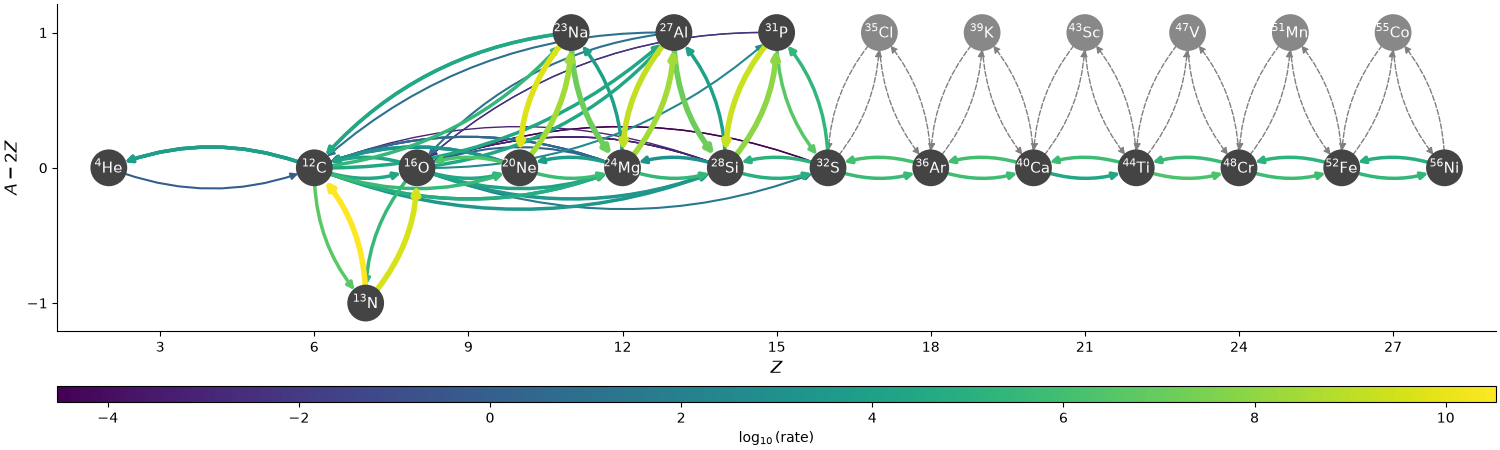 1
²³Na ²⁷Al ³¹P ³⁵Cl ³⁹K ⁴³Sc ⁴⁷V ⁵¹Mn ⁵⁵Co
A − 2Z
0
⁴He ¹²C ¹⁶O ²⁰Ne ²⁴Mg ²⁸Si ³²S ³⁶Ar ⁴⁰Ca ⁴⁴Ti ⁴⁸Cr ⁵²Fe ⁵⁶Ni
−1
¹³N
3 6 9 12 15 18 21 24 27
Z
−4 −2 0 2 4 6 8 10
log₁₀(rate)